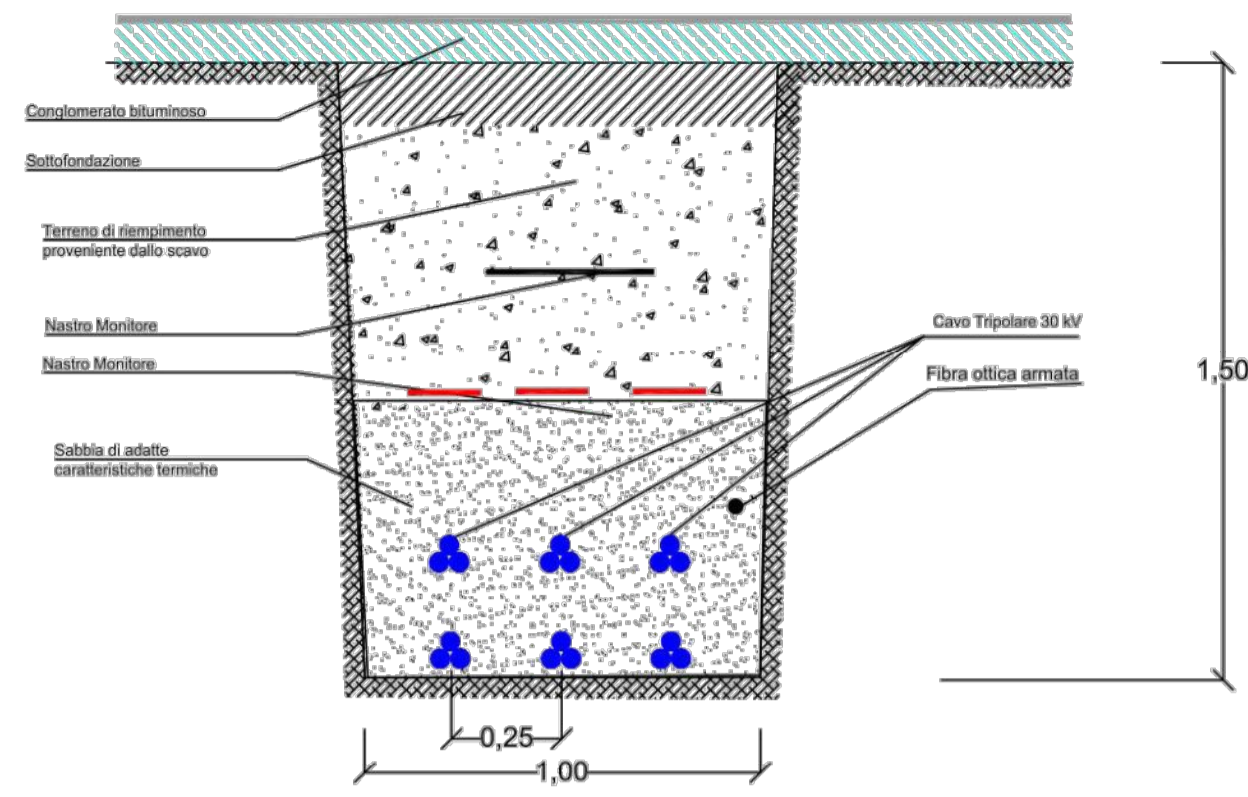 Conglomerato bituminoso
Sottofondazione
Terreno di riempimento
proveniente dallo scavo
Nastro Monitore
Nastro Monitore
Sabbia di adatte
caratteristiche termiche
Cavo Tripolare 30 kV
Fibra ottica armata
1,50
0,25
1,00